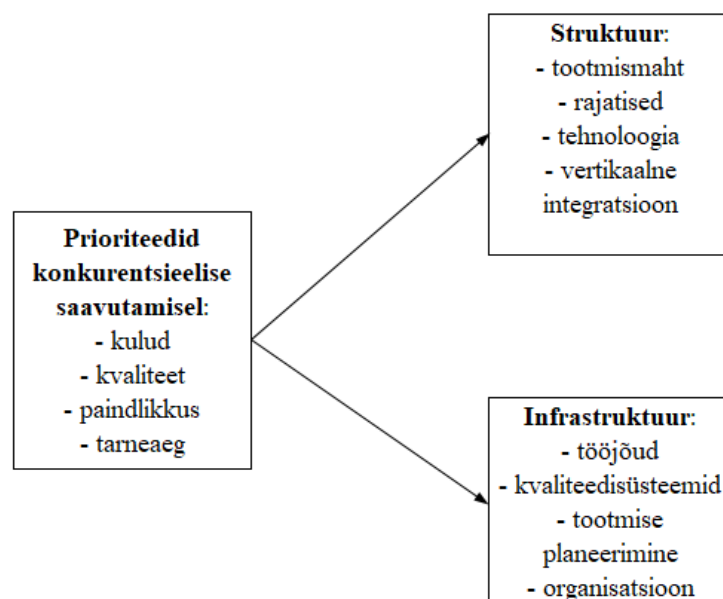 Prioriteedid
konkurentsieelise
saavutamisel:
- kulud
- kvaliteet
- paindlikkus
- tarneaeg
Struktuur:
- tootmismaht
- rajatised
- tehnoloogia
- vertikaalne
integratsioon
Infrastruktuur:
- tööjõud
- kvaliteedisüsteemid
- tootmise
planeerimine
- organisatsioon